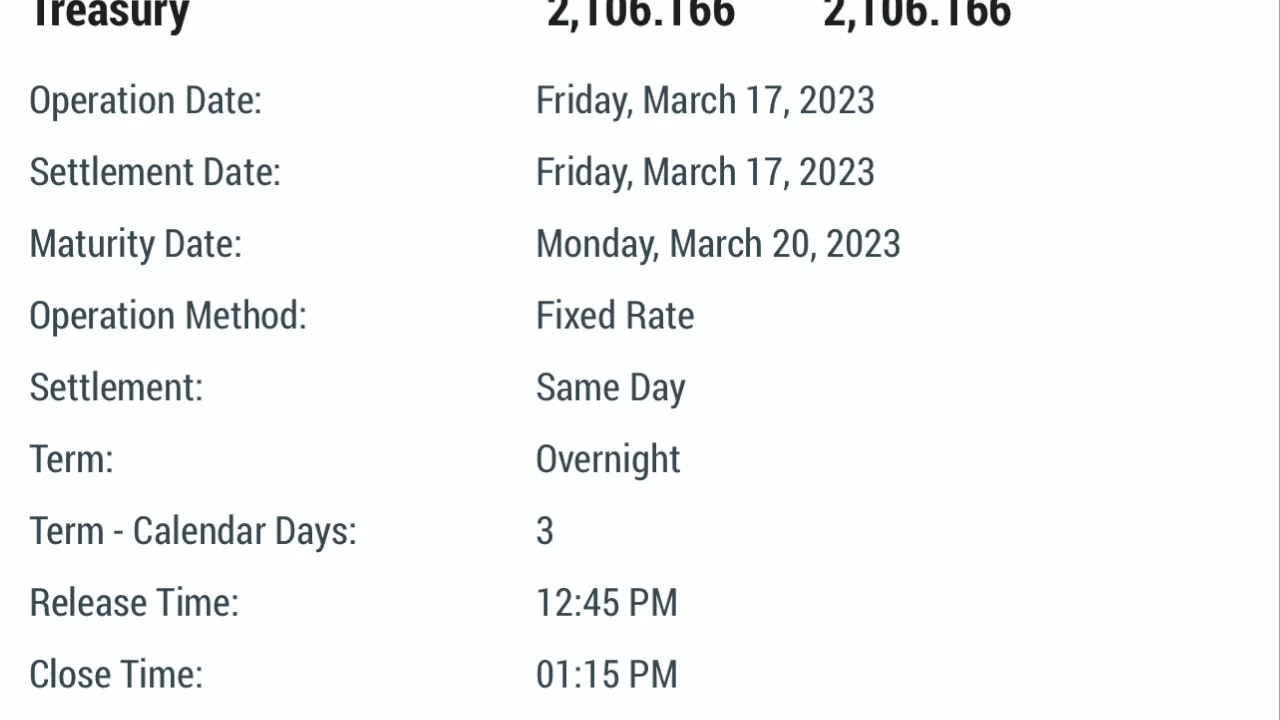 Treasury 2,106.166 2,106.166
Operation Date: Friday, March 17, 2023
Settlement Date: Friday, March 17, 2023
Maturity Date: Monday, March 20, 2023
Operation Method: Fixed Rate
Settlement: Same Day
Term: Overnight
Term - Calendar Days: 3
Release Time: 12:45 PM
Close Time: 01:15 PM